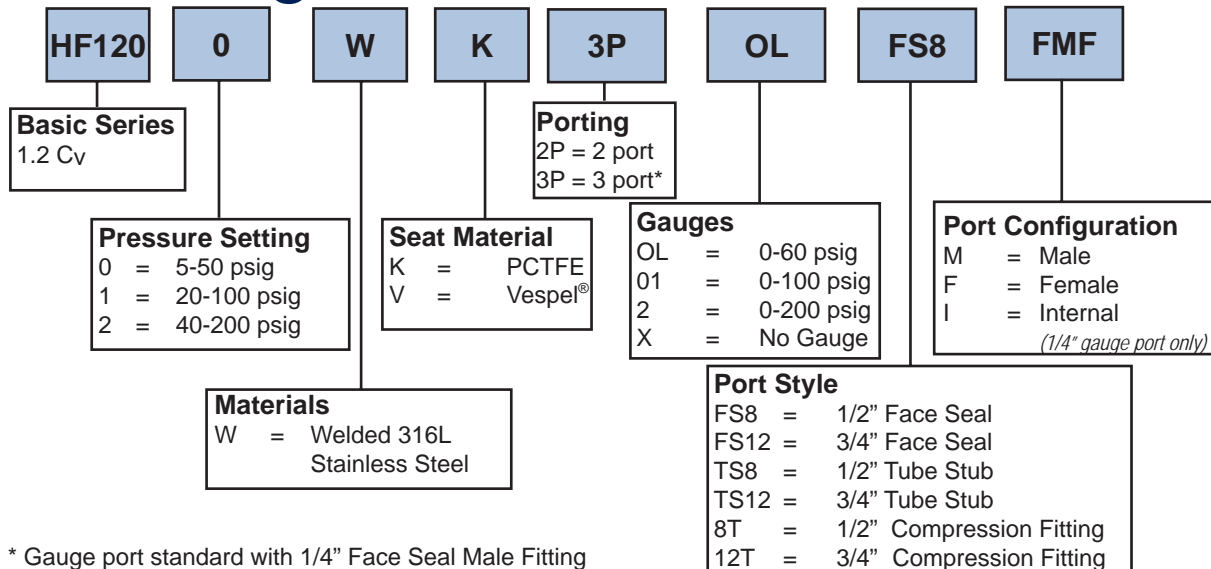 HF120 0 W K 3P OL FS8 FMF
Basic Series
1.2 Cv
Porting
2P = 2 port
3P = 3 port*
Pressure Setting
0 = 5-50 psig
1 = 20-100 psig
2 = 40-200 psig
Seat Material
K = PCTFE
V = Vespel®
Gauges
OL = 0-60 psig
01 = 0-100 psig
2 = 0-200 psig
X = No Gauge
Port Configuration
M = Male
F = Female
I = Internal
(1/4" gauge port only)
Materials
W = Welded 316L
Stainless Steel
Port Style
FS8 = 1/2” Face Seal
FS12 = 3/4” Face Seal
TS8 = 1/2” Tube Stub
TS12 = 3/4” Tube Stub
8T = 1/2” Compression Fitting
12T = 3/4” Compression Fitting
* Gauge port standard with 1/4” Face Seal Male Fitting